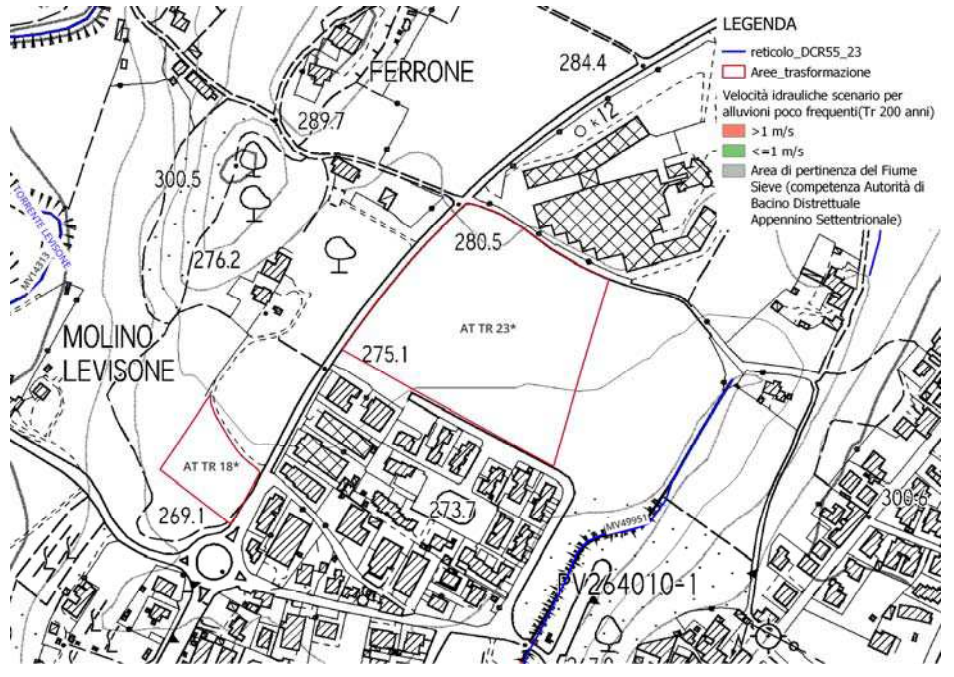 LEGENDA
reticolo_DCR55_23
Aree_trasformazione
Velocità idrauliche scenario per
alluvioni poco frequenti(Tr 200 anni)
>1 m/s
<=1 m/s
Area di pertinenza del Fiume
Sieve (competenza Autorità di
Bacino Distrettuale
Appennino Settentrionale)
FERRONE
284.4
289.7
300.5
TORRENTE LEVISONE
MV14313
276.2
280.5
AT TR 23*
275.1
MOLINO
LEVISONE
AT TR 18*
269.1
273.7
300.6
MV49951
PV264010-1